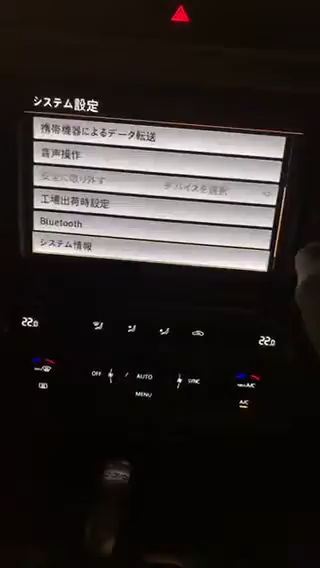 システム設定
携帯機器によるデータ転送
音声操作
安全に取り外す デバイスを選択
工場出荷時設定
Bluetooth
システム情報
22.0
22.0
OFF AUTO SYNC A/C
MENU
A/C